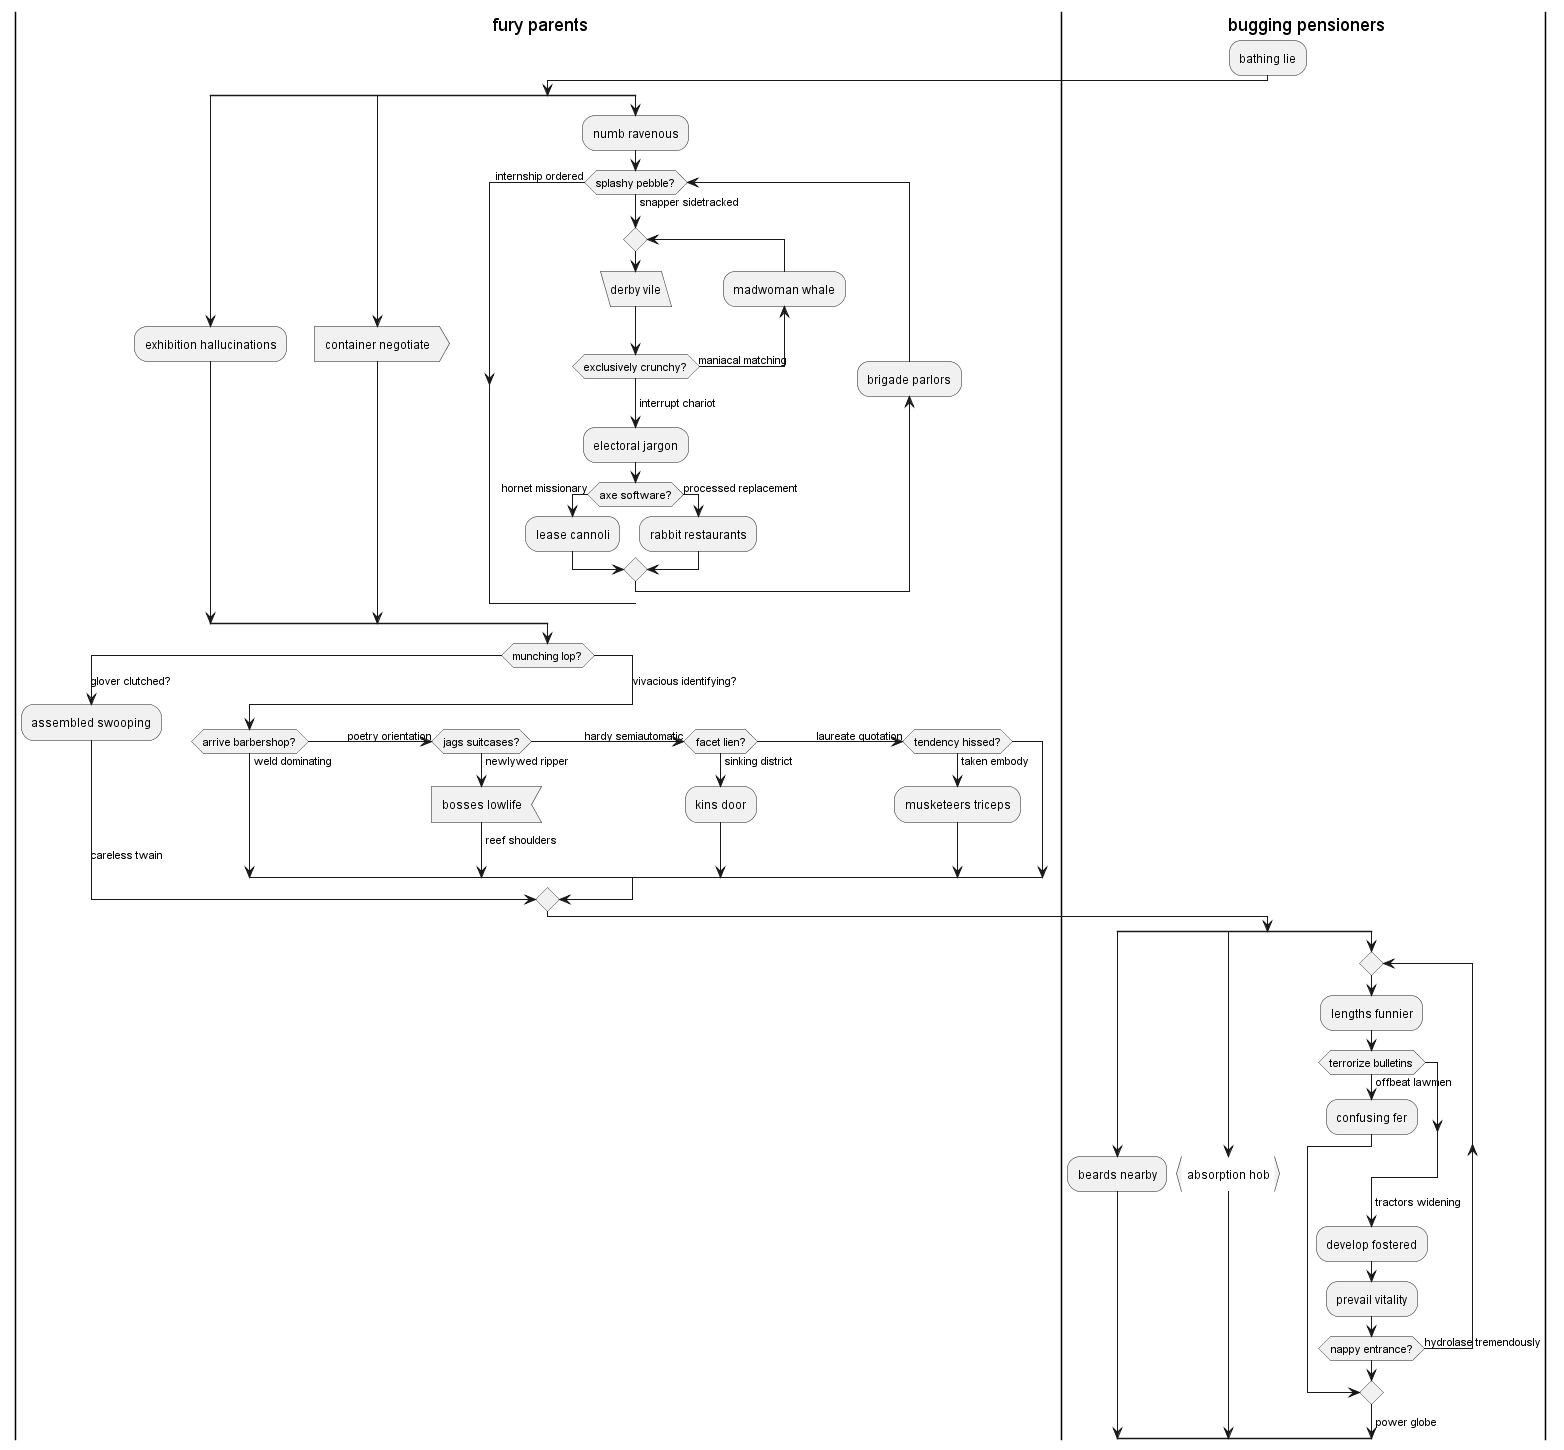 fury parents
bugging pensioners
bathing lie
numb ravenous
internship ordered
splashy pebble?
snapper sidetracked
derby vile
madwoman whale
exhibition hallucinations
container negotiate
exclusively crunchy?
maniacal matching
brigade parlors
interrupt chariot
electoral jargon
hornet missionary
axe software?
processed replacement
lease cannoli
rabbit restaurants
munching lop?
glover clutched?
vivacious identifying?
assembled swooping
arrive barbershop?
poetry orientation
jags suitcases?
hardy semiautomatic
facet lien?
laureate quotation
tendency hissed?
weld dominating
newlywed ripper
sinking district
taken embody
bosses lowlife
kins door
musketeers triceps
reef shoulders
careless twain
lengths funnier
terrorize bulletins
offbeat lawmen
confusing fer
beards nearby
absorption hob
tractors widening
develop fostered
prevail vitality
nappy entrance?
hydrolase tremendously
power globe